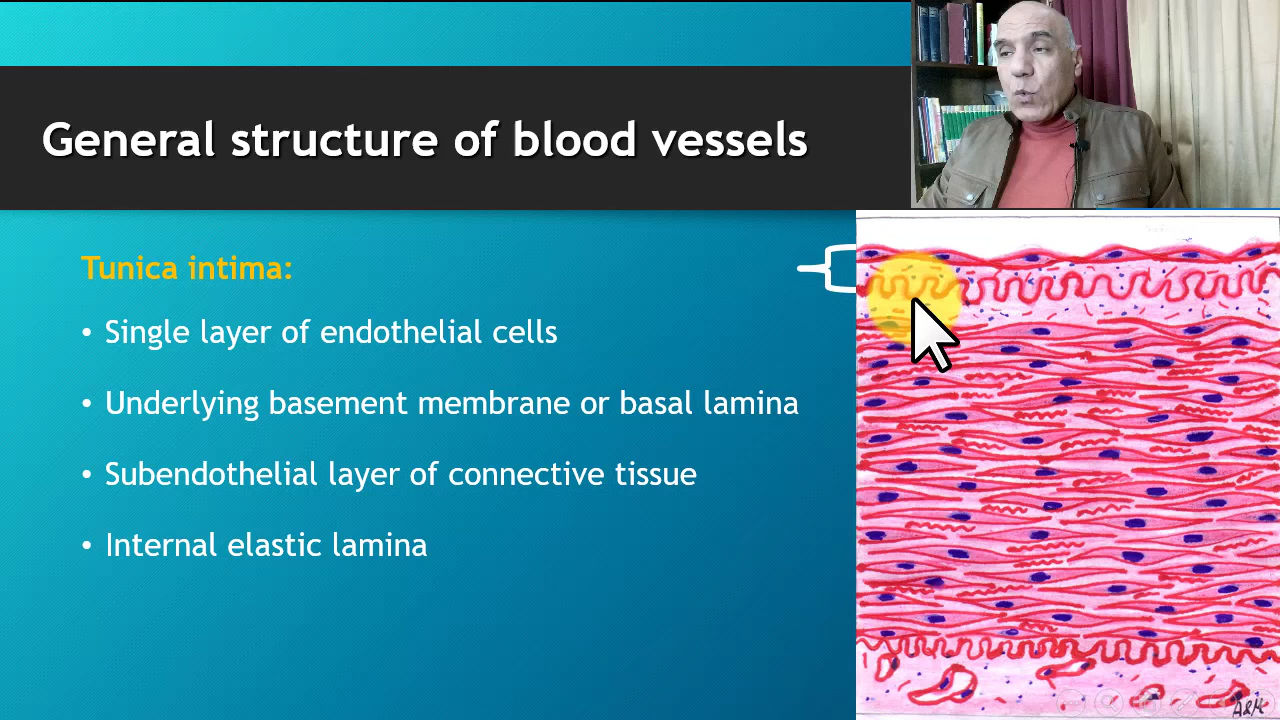 General structure of blood vessels
Tunica intima:
• Single layer of endothelial cells
• Underlying basement membrane or basal lamina
• Subendothelial layer of connective tissue
• Internal elastic lamina